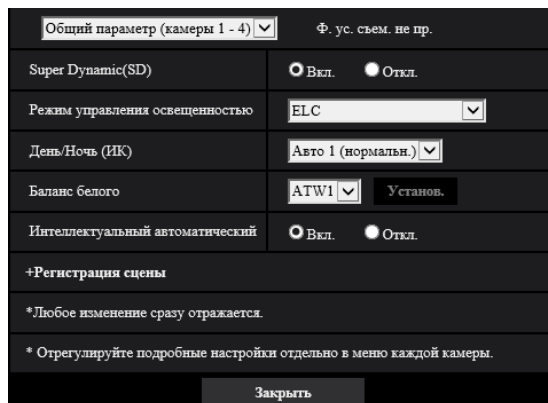 Общий параметр (камеры 1 - 4) Ф. ус. съем. не пр.
Super Dynamic(SD) Вкл. Откл.
Режим управления освещенностью ELC
День/Ночь (ИК) Авто 1 (нормальн.)
Баланс белого ATW1 Установ.
Интеллектуальный автоматический Вкл. Откл.
+Регистрация сцены
*Любое изменение сразу отражается.
* Отрегулируйте подробные настройки отдельно в меню каждой камеры.
Закрыть